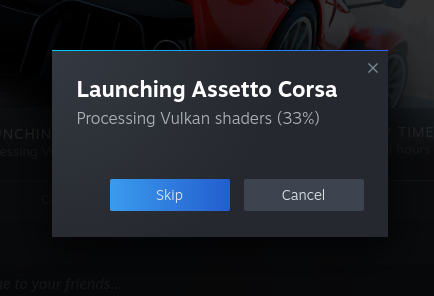 Launching Assetto Corsa
Processing Vulkan shaders (33%)
UNCHIN
TIME
essing V
hours
Skip
Cancel
ue to your friends...